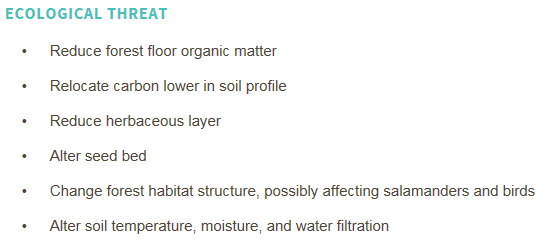 ECOLOGICAL THREAT
• Reduce forest floor organic matter
• Relocate carbon lower in soil profile
• Reduce herbaceous layer
• Alter seed bed
• Change forest habitat structure, possibly affecting salamanders and birds
• Alter soil temperature, moisture, and water filtration